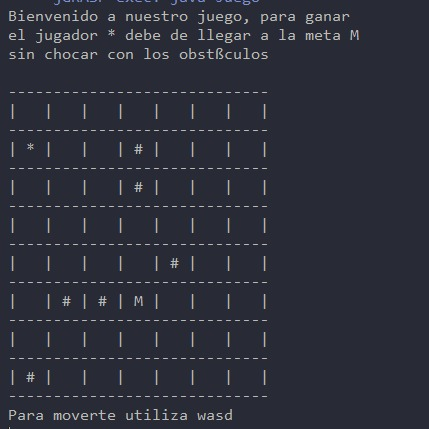 Bienvenido a nuestro juego, para ganar
el jugador * debe de llegar a la meta M
sin chocar con los obstßculos
-----------------------------
|   |   |   |   |   |   |   |
-----------------------------
| * |   |   | # |   |   |   |
-----------------------------
|   |   |   | # |   |   |   |
-----------------------------
|   |   |   |   |   |   |   |
-----------------------------
|   |   |   |   | # |   |   |
-----------------------------
|   | # | # | M |   |   |   |
-----------------------------
|   |   |   |   |   |   |   |
-----------------------------
| # |   |   |   |   |   |   |
-----------------------------
Para moverte utiliza wasd